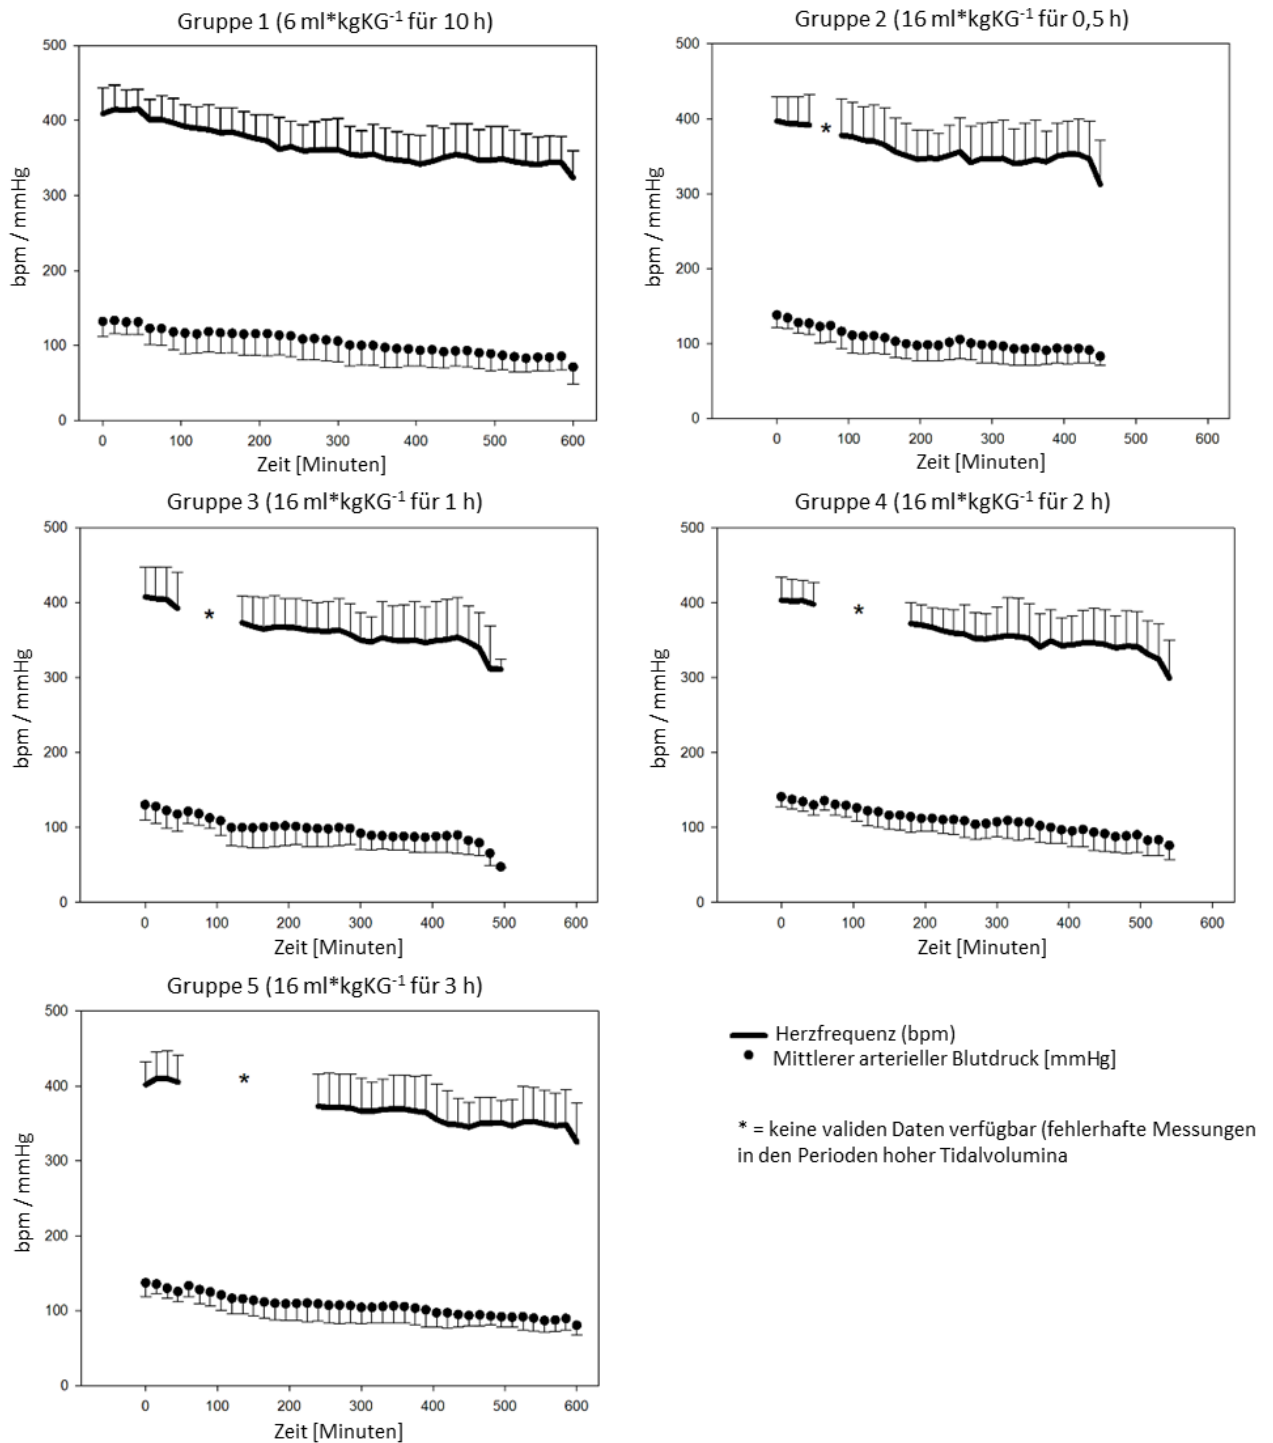 Gruppe 1 (6 ml*kgKG-1 für 10 h)
500
400
300
200
100
0
bpm / mmHg
0 100 200 300 400 500 600
Zeit [Minuten]
Gruppe 2 (16 ml*kgKG-1 für 0,5 h)
500
400
*
300
200
100
0
bpm / mmHg
0 100 200 300 400 500 600
Zeit [Minuten]
Gruppe 3 (16 ml*kgKG-1 für 1 h)
500
400
*
300
200
100
0
bpm / mmHg
0 100 200 300 400 500 600
Zeit [Minuten]
Gruppe 4 (16 ml*kgKG-1 für 2 h)
500
400
*
300
200
100
0
bpm / mmHg
0 100 200 300 400 500 600
Zeit [Minuten]
Gruppe 5 (16 ml*kgKG-1 für 3 h)
500
400
*
300
200
100
0
bpm / mmHg
0 100 200 300 400 500 600
Zeit [Minuten]
Herzfrequenz (bpm)
Mittlerer arterieller Blutdruck [mmHg]
* = keine validen Daten verfügbar (fehlerhafte Messungen
in den Perioden hoher Tidalvolumina